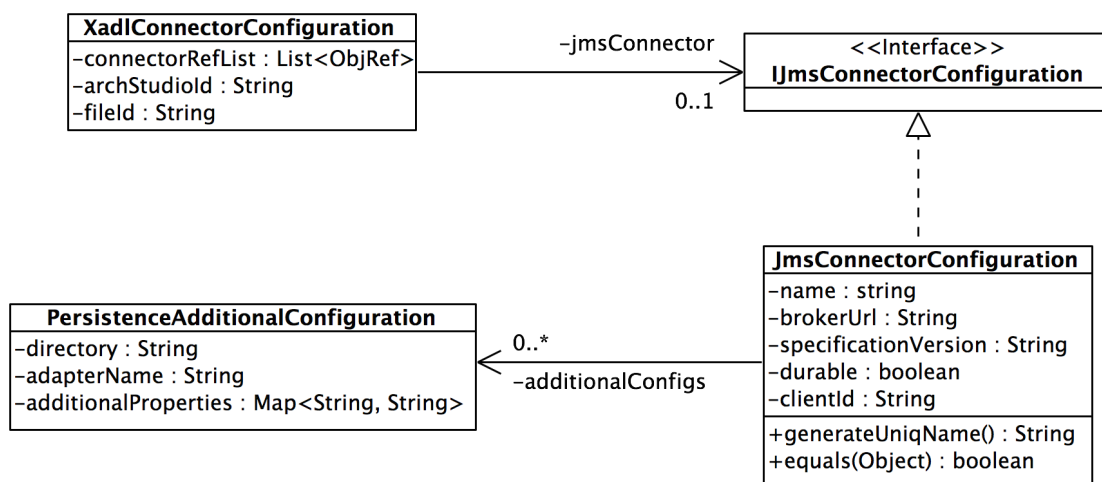 XadlConnectorConfiguration
-connectorRefList : List<ObjRef>
-archStudioId : String
-fileId : String
-jmsConnector
0..1
<<Interface>>
IJmsConnectorConfiguration
PersistenceAdditionalConfiguration
-directory : String
-adapterName : String
-additionalProperties : Map<String, String>
0..*
-additionalConfigs
JmsConnectorConfiguration
-name : string
-brokerUrl : String
-specificationVersion : String
-durable : boolean
-clientId : String
+generateUniqName() : String
+equals(Object) : boolean